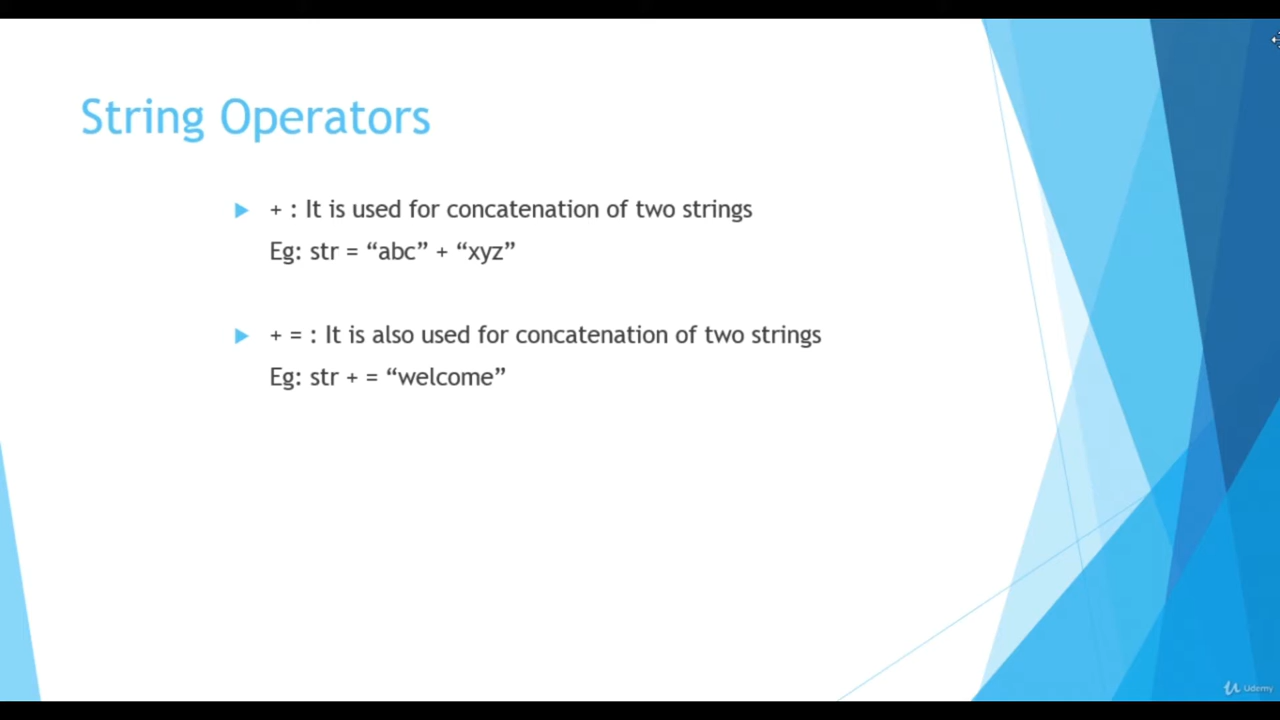 String Operators
+ : It is used for concatenation of two strings
Eg: str = “abc” + “xyz”
+ = : It is also used for concatenation of two strings
Eg: str + = “welcome”
Udemy